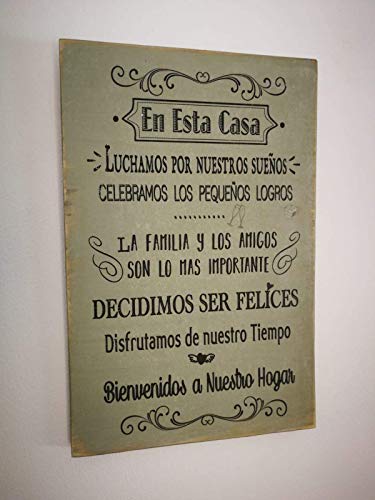 En Esta Casa
LUCHAMOS POR NUESTROS SUEÑOS
CELEBRAMOS LOS PEQUEÑOS LOGROS
LA FAMILIA Y LOS AMIGOS
SON LO MAS IMPORTANTE
DECIDIMOS SER FELICES
Disfrutamos de nuestro Tiempo
Bienvenidos a Nuestro Hogar